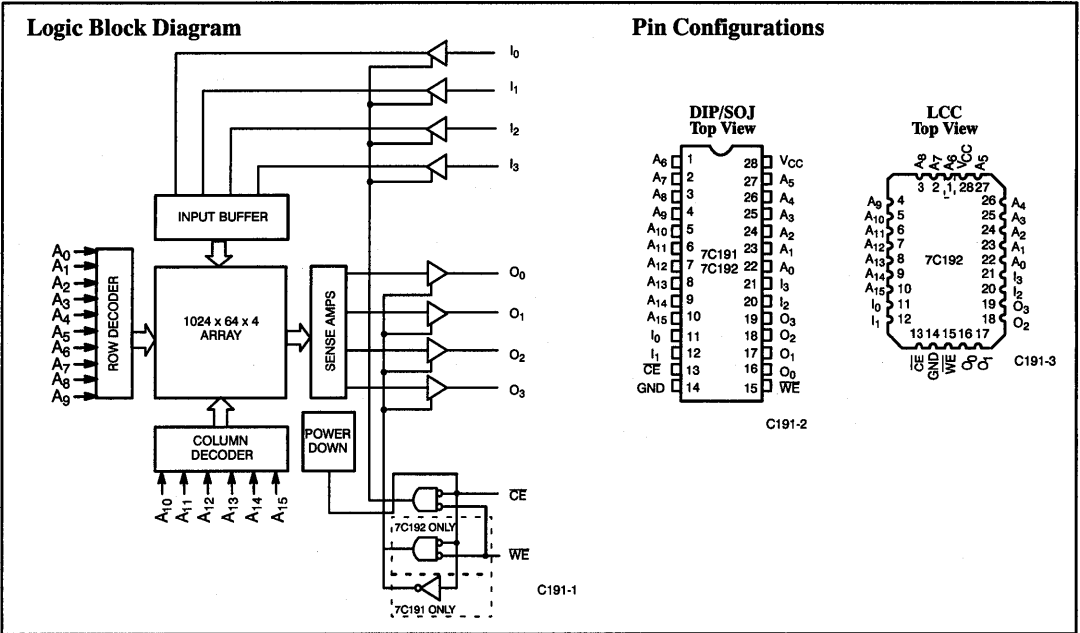 Logic Block Diagram
I0
I1
I2
I3
INPUT BUFFER
A0
A1
A2
A3
A4
A5
A6
A7
A8
A9
ROW DECODER
1024 x 64 x 4
ARRAY
SENSE AMPS
O0
O1
O2
O3
COLUMN
DECODER
A10
A11
A12
A13
A14
A15
POWER
DOWN
CE
7C192 ONLY
WE
7C191 ONLY
C191-1
Pin Configurations
DIP/SOJ
Top View
A6 1 28 VCC
A7 2 27 A5
A8 3 26 A4
A9 4 25 A3
A10 5 24 A2
A11 6 23 A1
A12 7 22 A0
A13 8 21 I3
A14 9 20 I2
A15 10 19 O3
I0 11 18 O2
I1 12 17 O1
CE 13 16 O0
GND 14 15 WE
7C191
7C192
C191-2
LCC
Top View
A8 A7 A6 VCC A5
3 2 1 28 27
A9 4 26 A4
A10 5 25 A3
A11 6 24 A2
A12 7 23 A1
A13 8 22 A0
A14 9 21 I3
A15 10 20 I2
I0 11 19 O3
I1 12 18 O2
7C192
13 14 15 16 17
CE GND WE O0 O1
C191-3